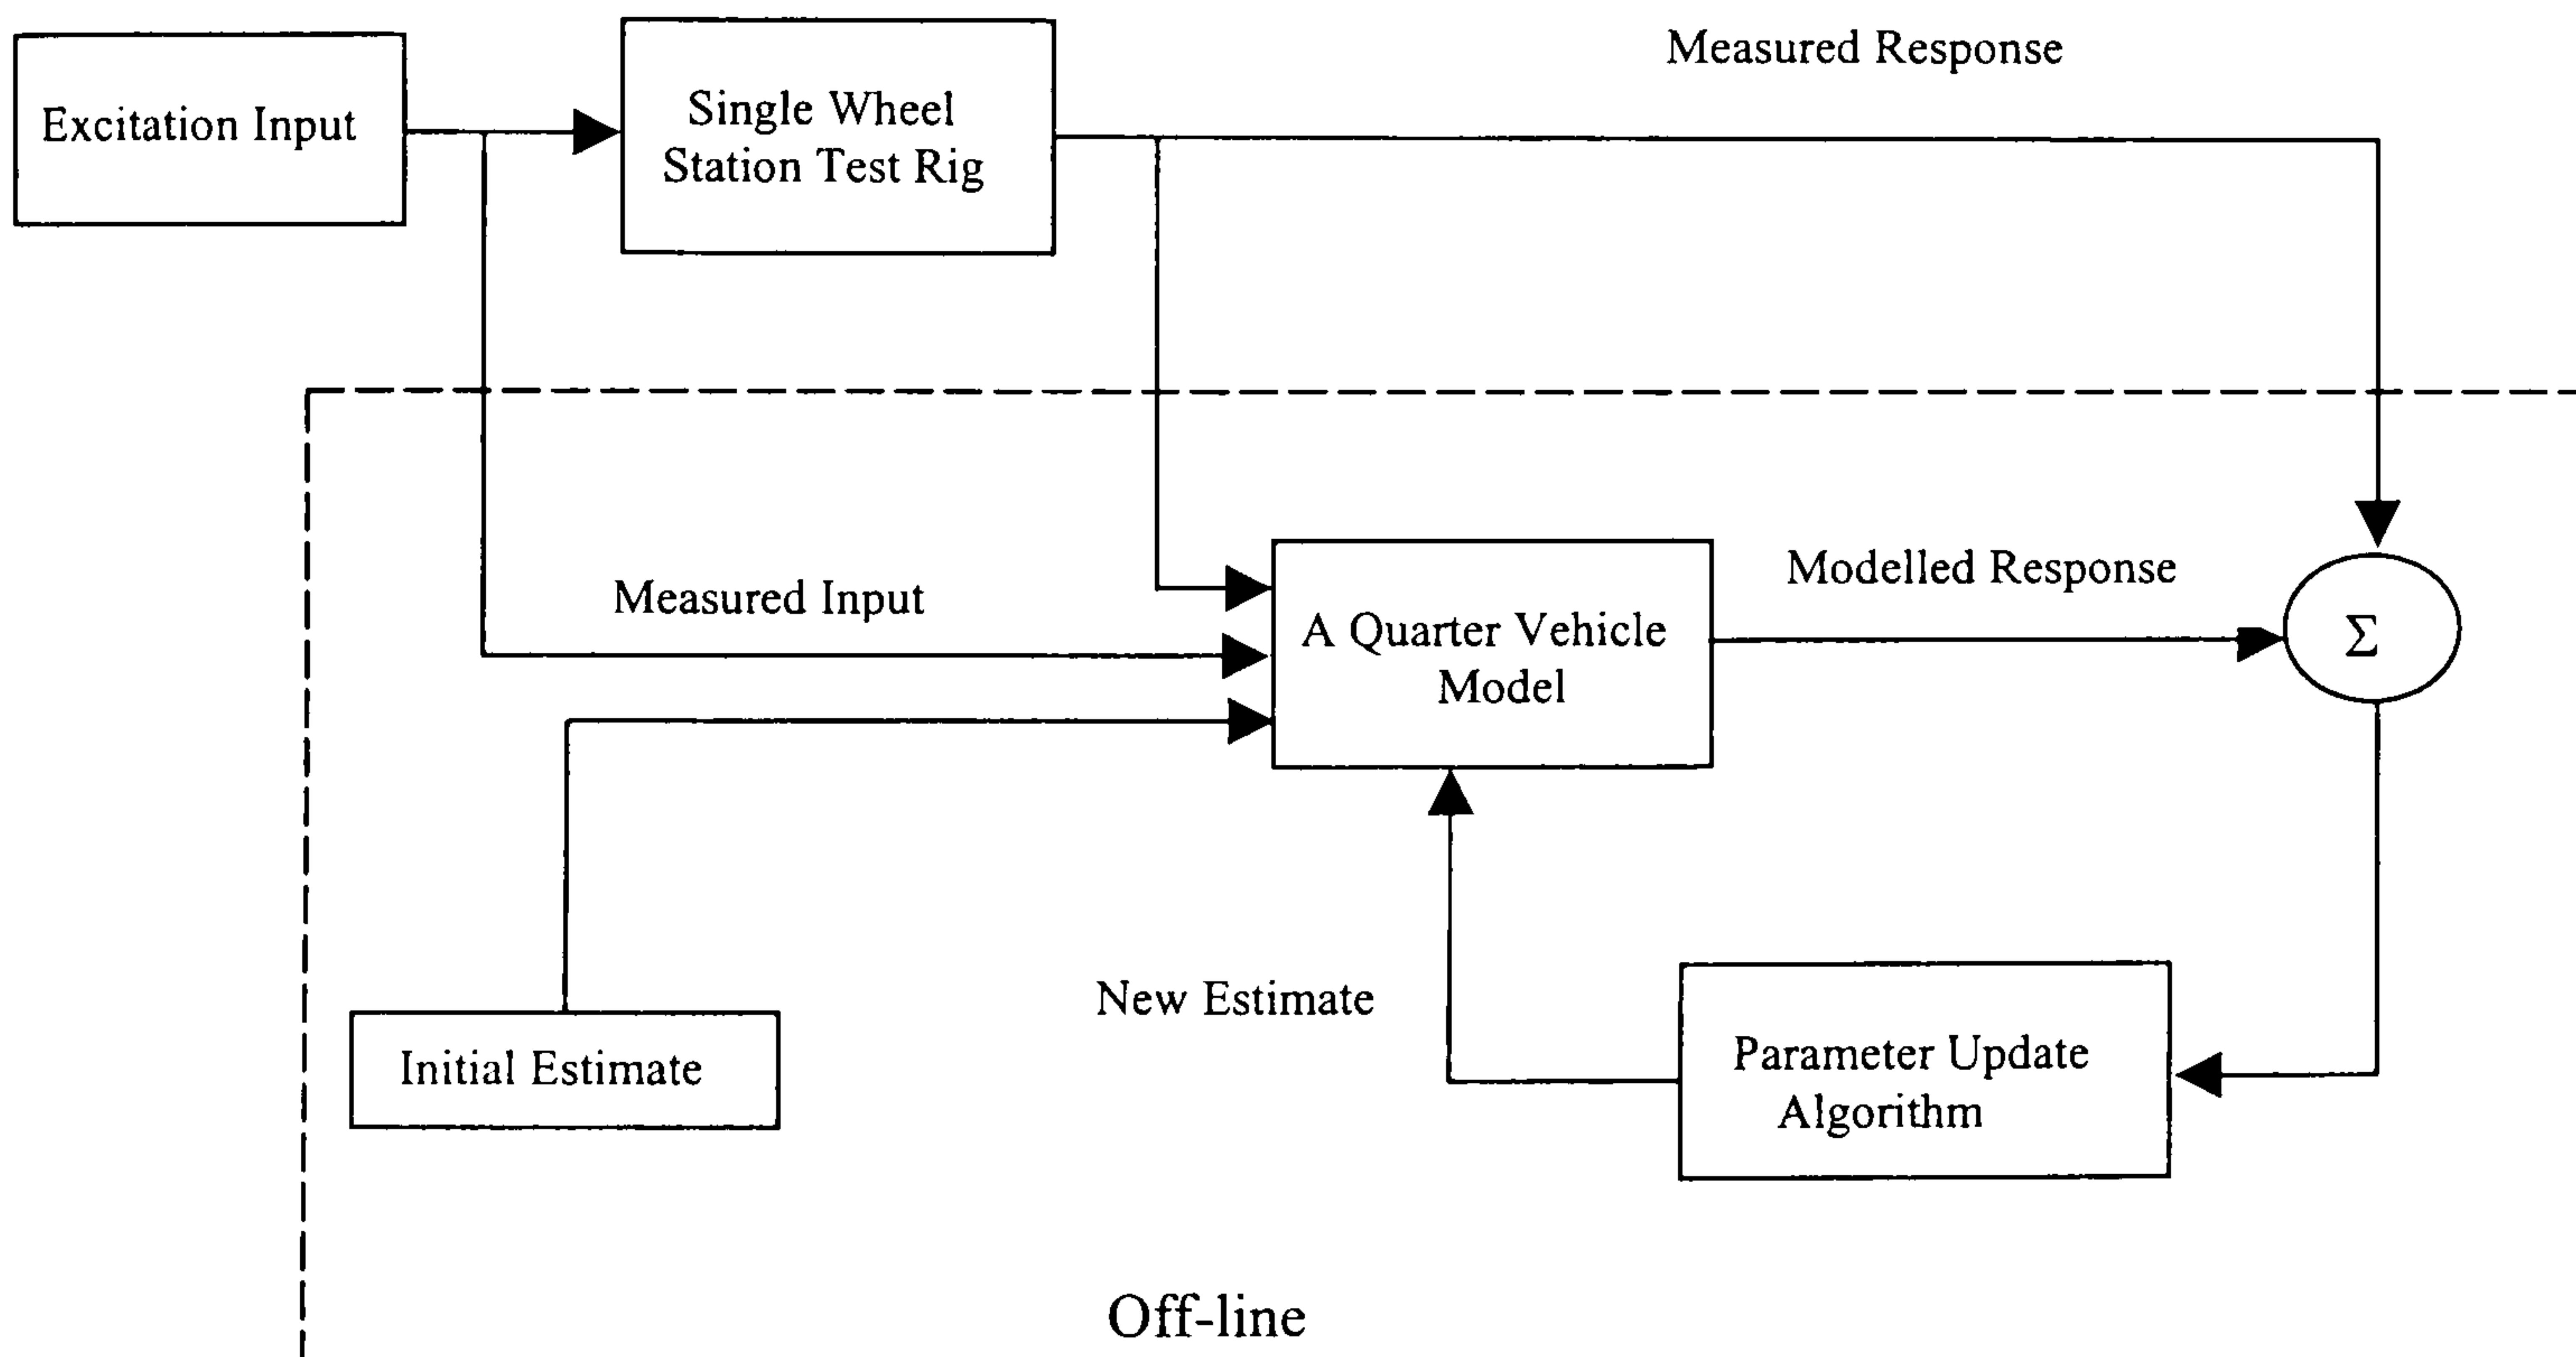 Measured Response
Excitation Input
Single Wheel
Station Test Rig
Measured Input
Modelled Response
A Quarter Vehicle
Model
Σ
New Estimate
Initial Estimate
Parameter Update
Algorithm
Off-line